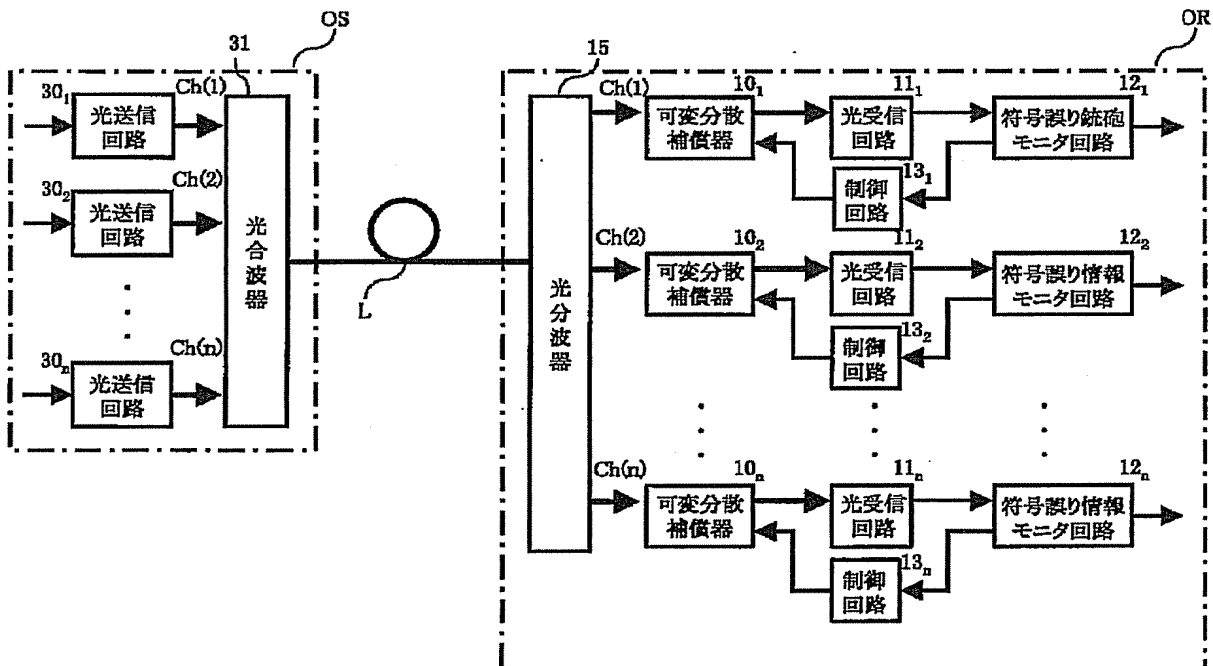 OS
31
30₁
光送信
回路
Ch(1)
30₂
光送信
回路
Ch(2)
30ₙ
光送信
回路
Ch(n)
光合波器
L
OR
15
光分波器
Ch(1)
10₁
可変分散
補償器
11₁
光受信
回路
12₁
符号誤り銃砲
モニタ回路
13₁
制御
回路
Ch(2)
10₂
可変分散
補償器
11₂
光受信
回路
12₂
符号誤り情報
モニタ回路
13₂
制御
回路
Ch(n)
10ₙ
可変分散
補償器
11ₙ
光受信
回路
12ₙ
符号誤り情報
モニタ回路
13ₙ
制御
回路